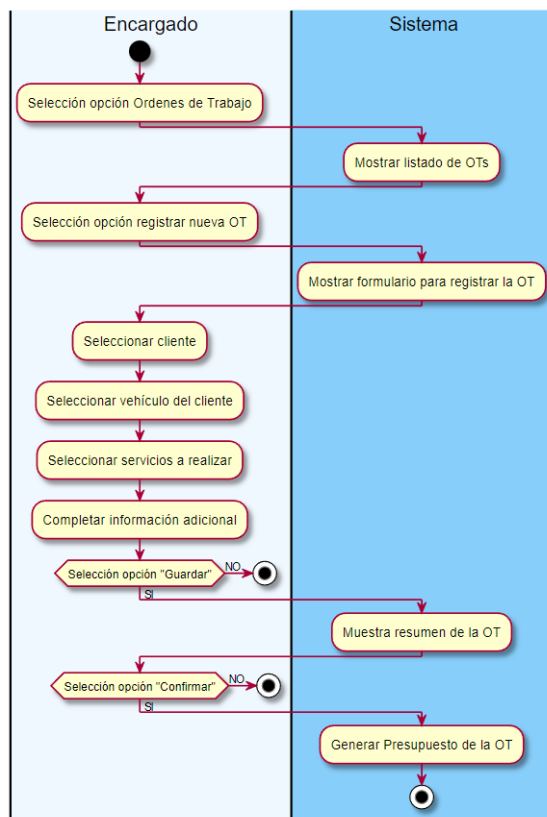 Encargado
Sistema
Selección opción Ordenes de Trabajo
Mostrar listado de OTs
Selección opción registrar nueva OT
Mostrar formulario para registrar la OT
Seleccionar cliente
Seleccionar vehículo del cliente
Seleccionar servicios a realizar
Completar información adicional
Selección opción "Guardar"
NO
SI
Muestra resumen de la OT
Selección opción "Confirmar"
NO
SI
Generar Presupuesto de la OT